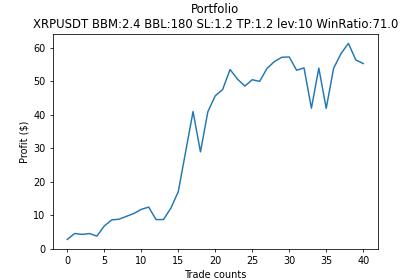 Portfolio
XRPUSDT BBM:2.4 BBL:180 SL:1.2 TP:1.2 lev:10 WinRatio:71.0
60
50
40
30
20
10
0
Profit ($)
0 5 10 15 20 25 30 35 40
Trade counts